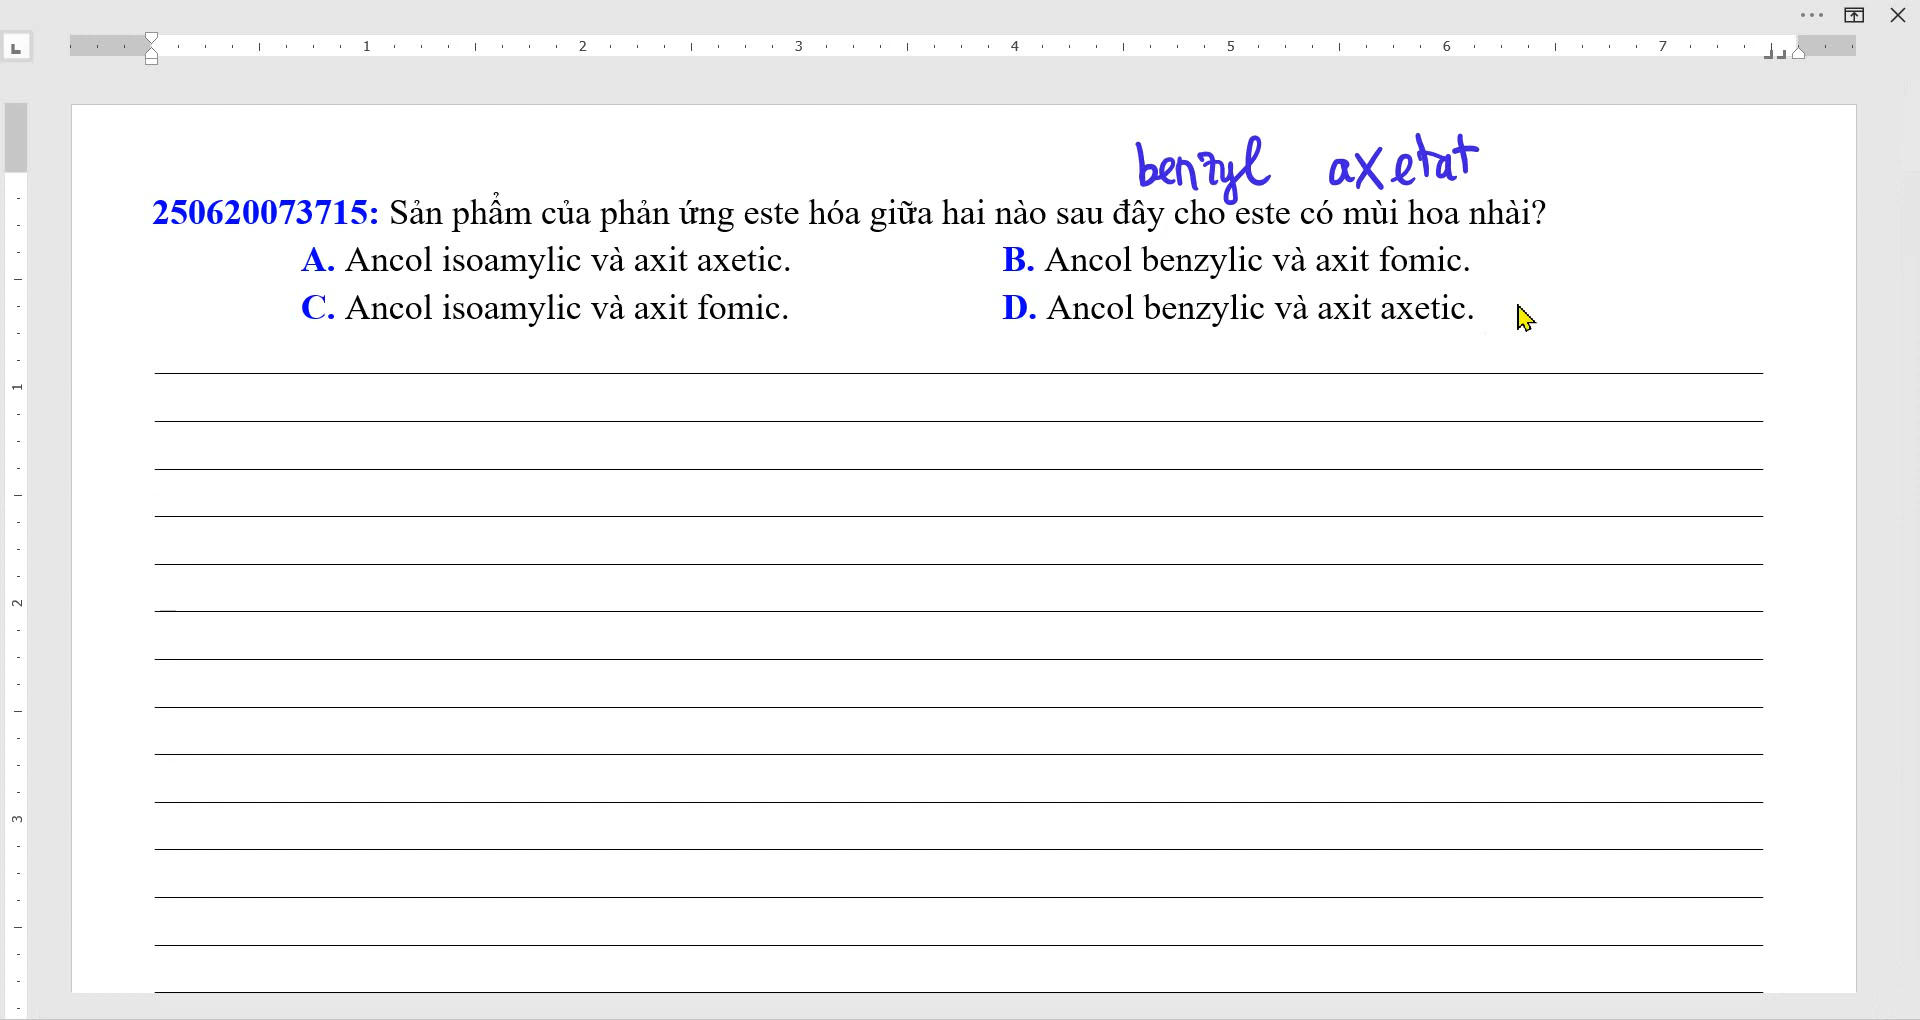 1 2 3 4 5 6 7
benzyl axetat
250620073715: Sản phẩm của phản ứng este hóa giữa hai nào sau đây cho este có mùi hoa nhài?
A. Ancol isoamylic và axit axetic. B. Ancol benzylic và axit fomic.
C. Ancol isoamylic và axit fomic. D. Ancol benzylic và axit axetic.
1
2
3